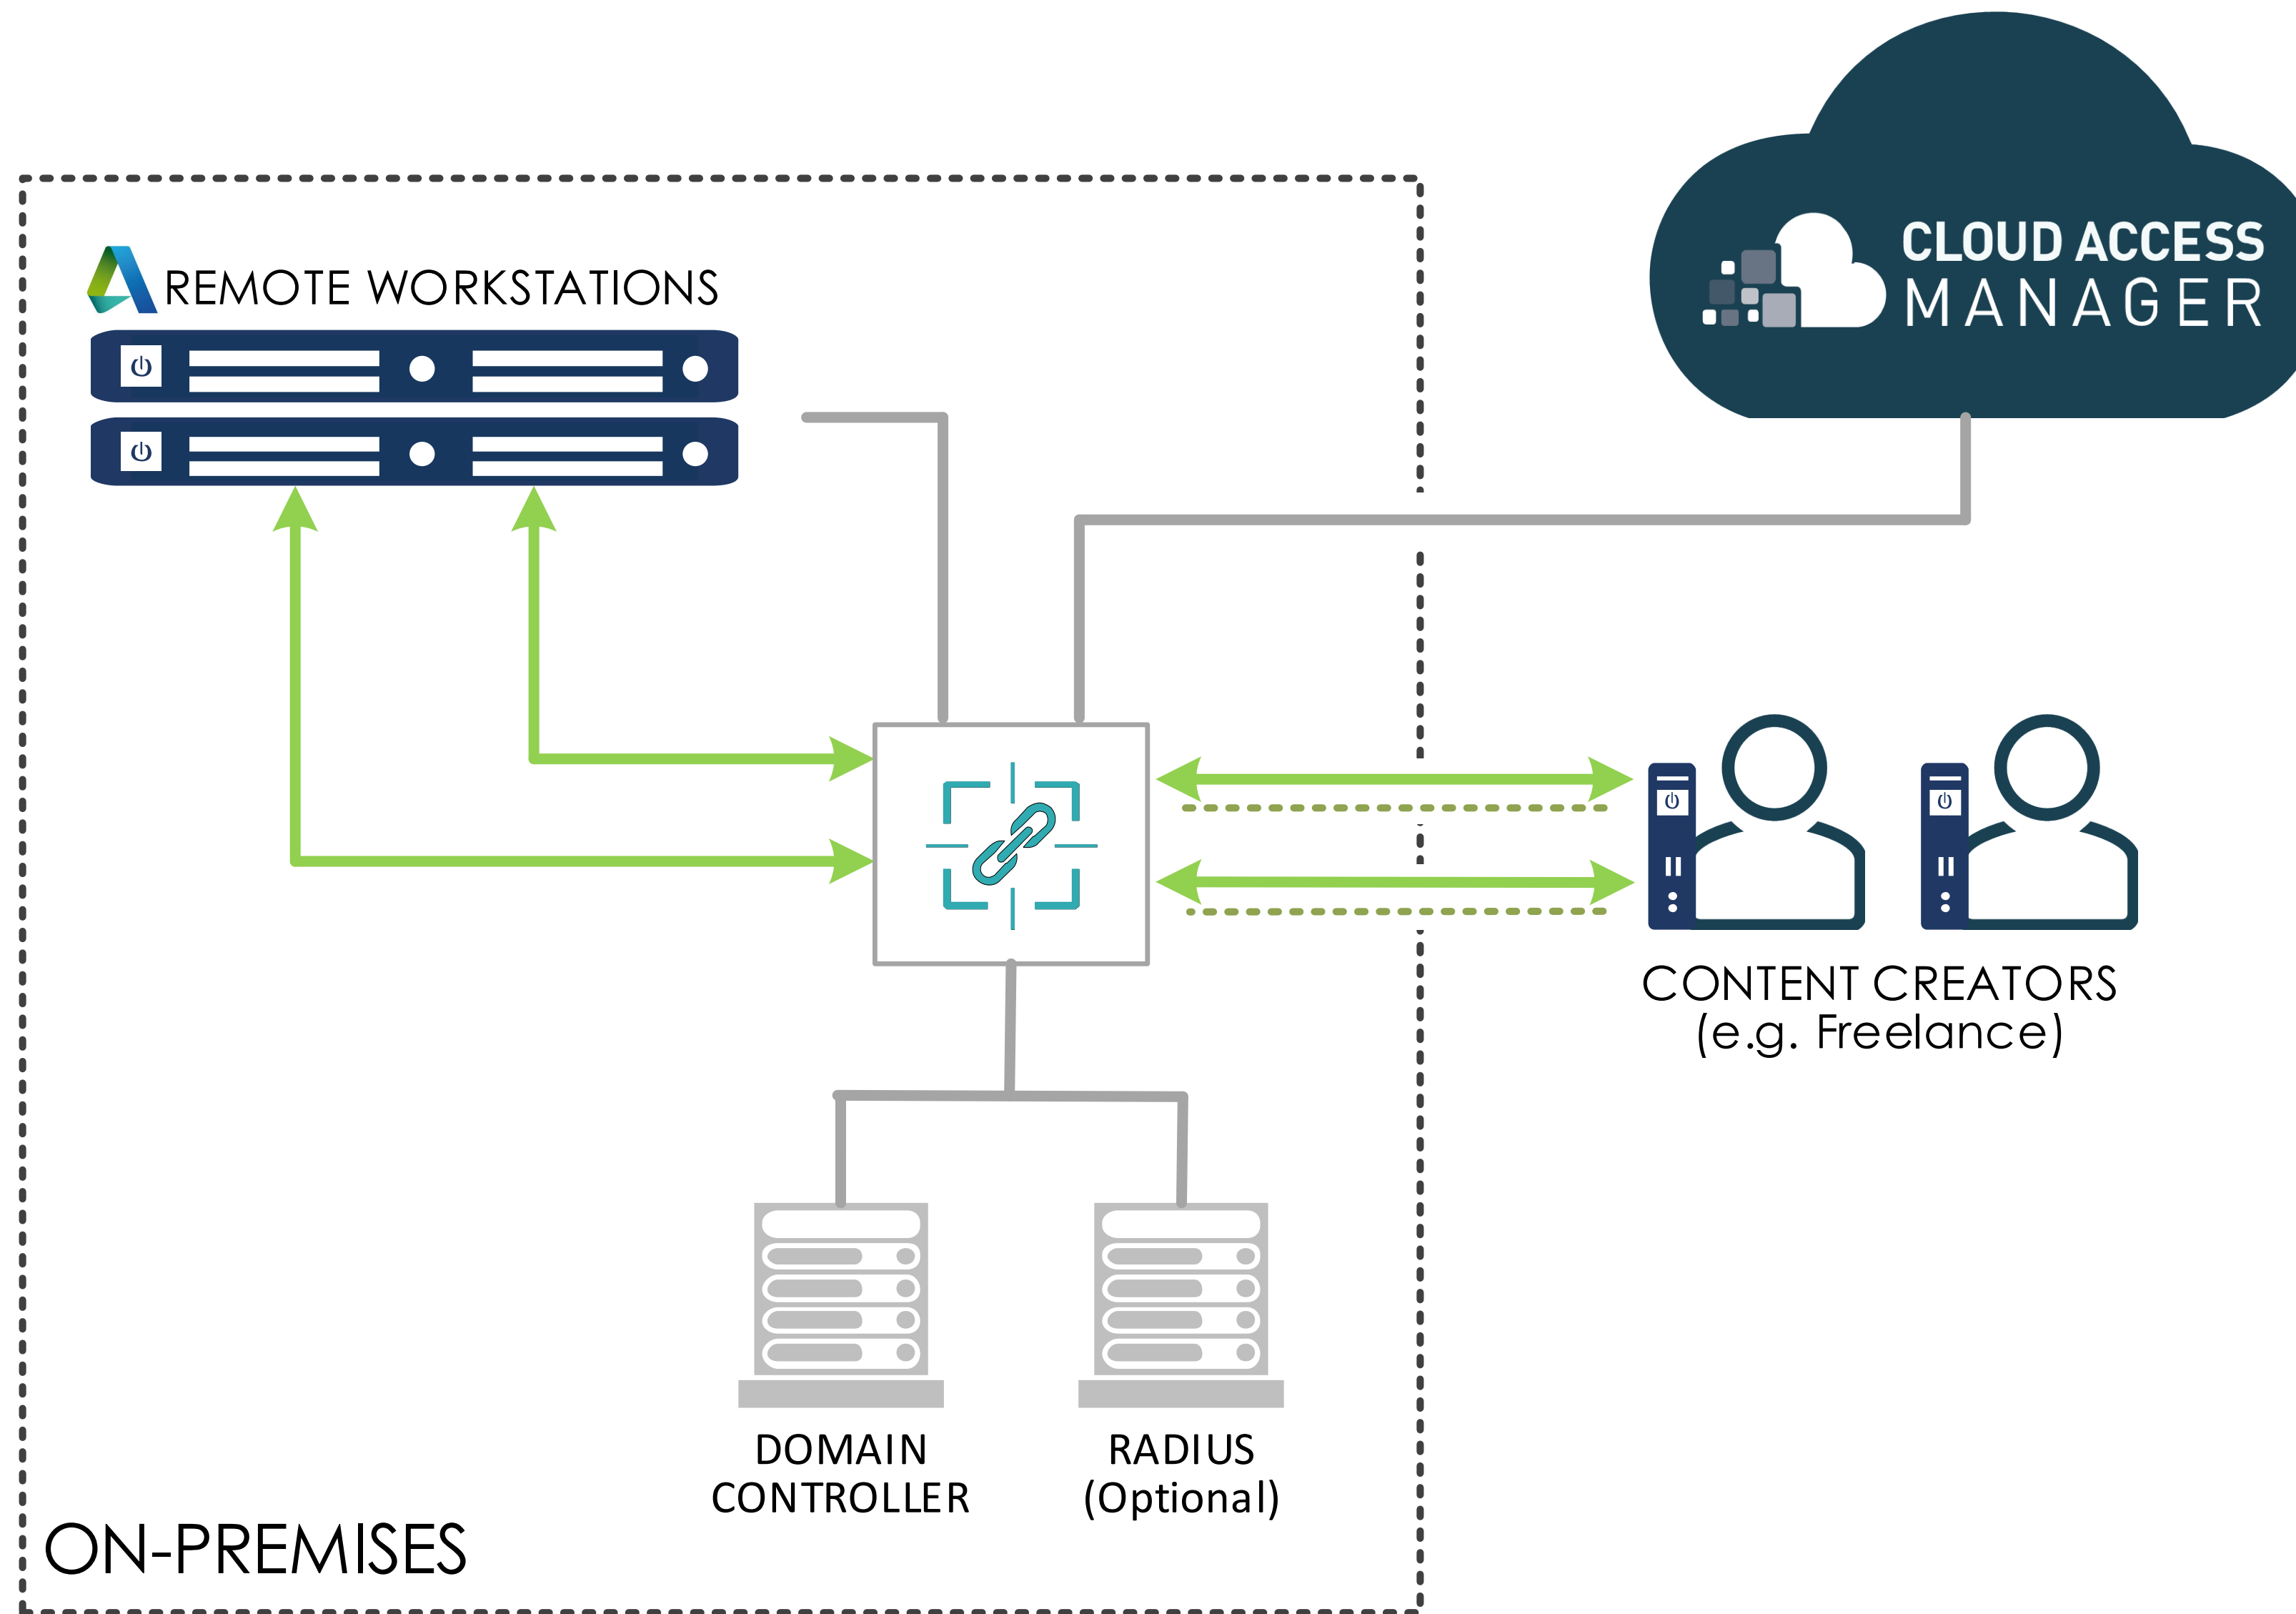 CLOUD ACCESS
MANAGER
REMOTE WORKSTATIONS
CONTENT CREATORS
(e.g. Freelance)
DOMAIN
CONTROLLER
RADIUS
(Optional)
ON-PREMISES